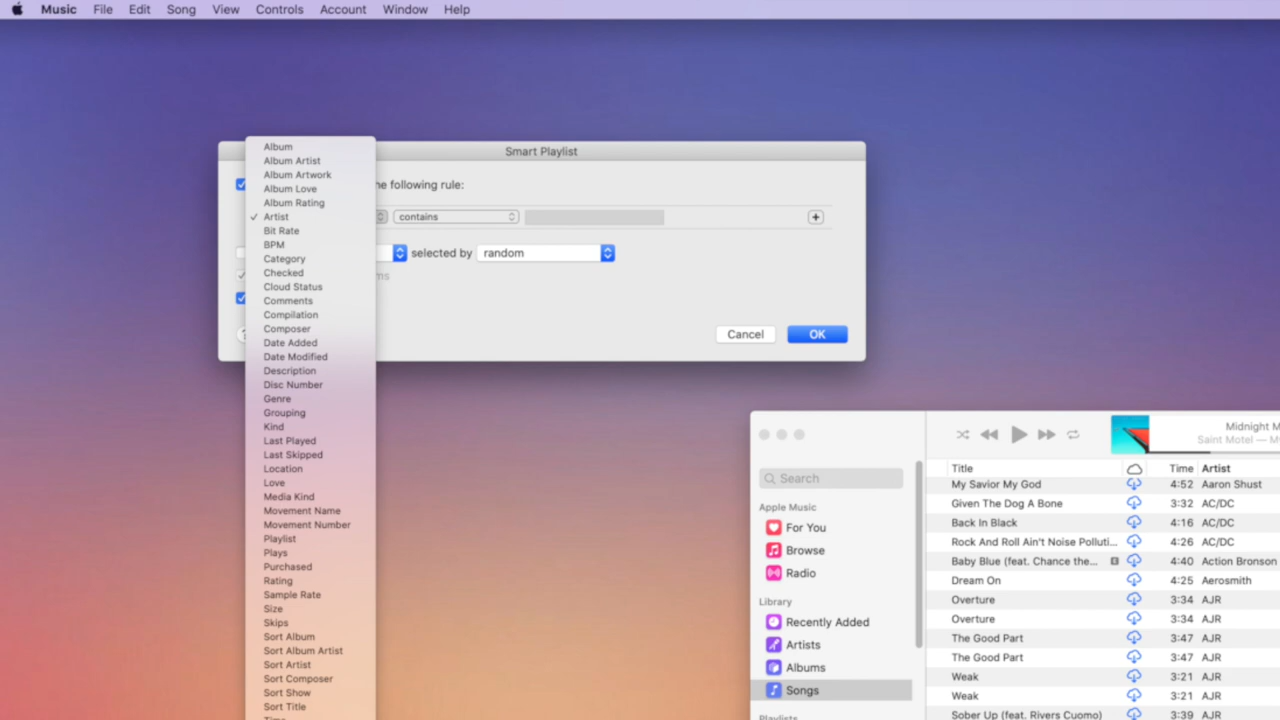 Music File Edit Song View Controls Account Window Help
Smart Playlist
he following rule:
contains
selected by random
ms
Cancel OK
Album
Album Artist
Album Artwork
Album Love
Album Rating
✓ Artist
Bit Rate
BPM
Category
Checked
Cloud Status
Comments
Compilation
Composer
Date Added
Date Modified
Description
Disc Number
Genre
Grouping
Kind
Last Played
Last Skipped
Location
Love
Media Kind
Movement Name
Movement Number
Playlist
Plays
Purchased
Rating
Sample Rate
Size
Skips
Sort Album
Sort Album Artist
Sort Artist
Sort Composer
Sort Show
Sort Title
Search
Apple Music
For You
Browse
Radio
Library
Recently Added
Artists
Albums
Songs
Playlists
Midnight M
Saint Motel — M
Title Time Artist
My Savior My God 4:52 Aaron Shust
Given The Dog A Bone 3:32 AC/DC
Back In Black 4:16 AC/DC
Rock And Roll Ain't Noise Polluti... 4:26 AC/DC
Baby Blue (feat. Chance the... E 4:40 Action Bronson
Dream On 4:25 Aerosmith
Overture 3:34 AJR
Overture 3:34 AJR
The Good Part 3:47 AJR
The Good Part 3:47 AJR
Weak 3:21 AJR
Weak 3:21 AJR
Sober Up (feat. Rivers Cuomo) 3:39 AJR